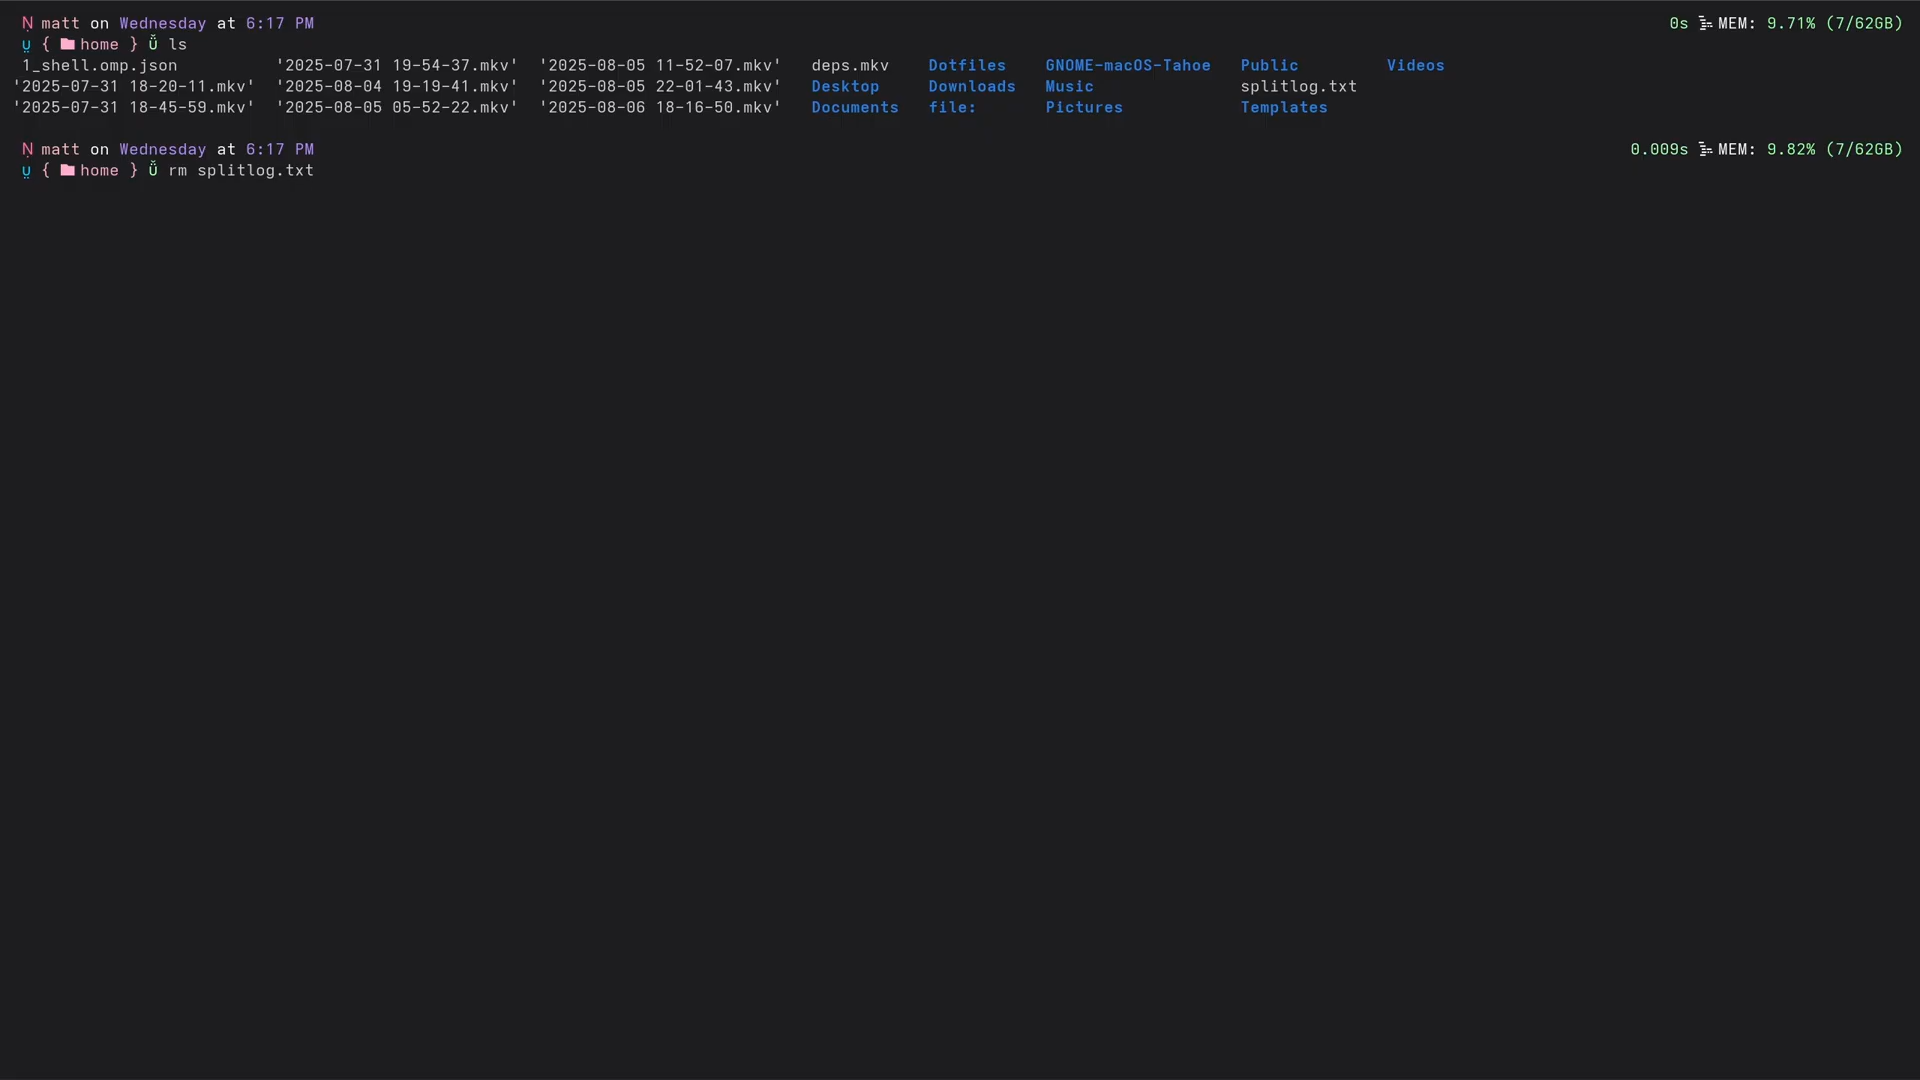 Ṇ matt on Wednesday at 6:17 PM 0s MEM: 9.71% (7/62GB)
ṳ { home } Ǚ ls
1_shell.omp.json '2025-07-31 19-54-37.mkv' '2025-08-05 11-52-07.mkv' deps.mkv Dotfiles GNOME-macOS-Tahoe Public Videos
'2025-07-31 18-20-11.mkv' '2025-08-04 19-19-41.mkv' '2025-08-05 22-01-43.mkv' Desktop Downloads Music splitlog.txt
'2025-07-31 18-45-59.mkv' '2025-08-05 05-52-22.mkv' '2025-08-06 18-16-50.mkv' Documents file: Pictures Templates
Ṇ matt on Wednesday at 6:17 PM 0.009s MEM: 9.82% (7/62GB)
ṳ { home } Ǚ rm splitlog.txt